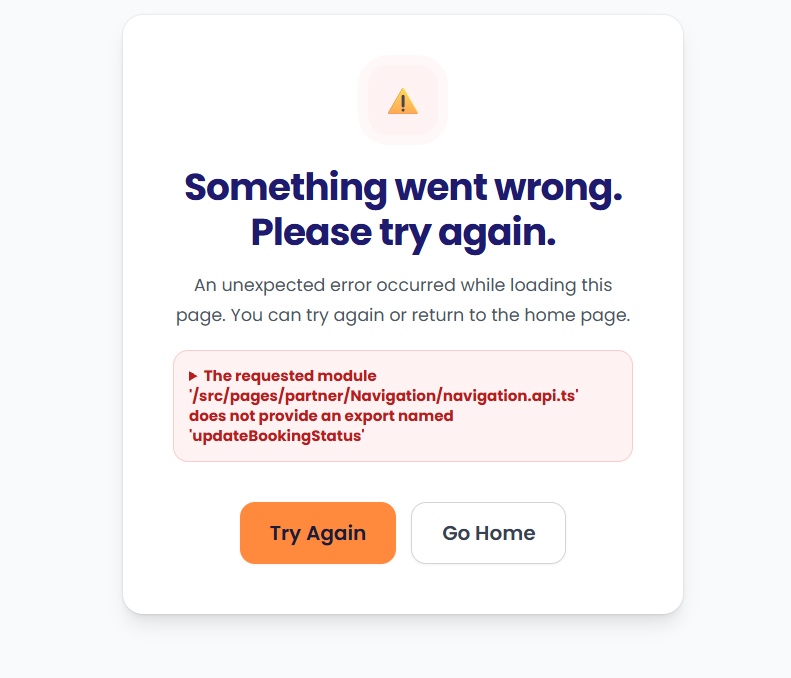 Something went wrong.
Please try again.
An unexpected error occurred while loading this
page. You can try again or return to the home page.
The requested module
'/src/pages/partner/Navigation/navigation.api.ts'
does not provide an export named
'updateBookingStatus'
Try Again
Go Home